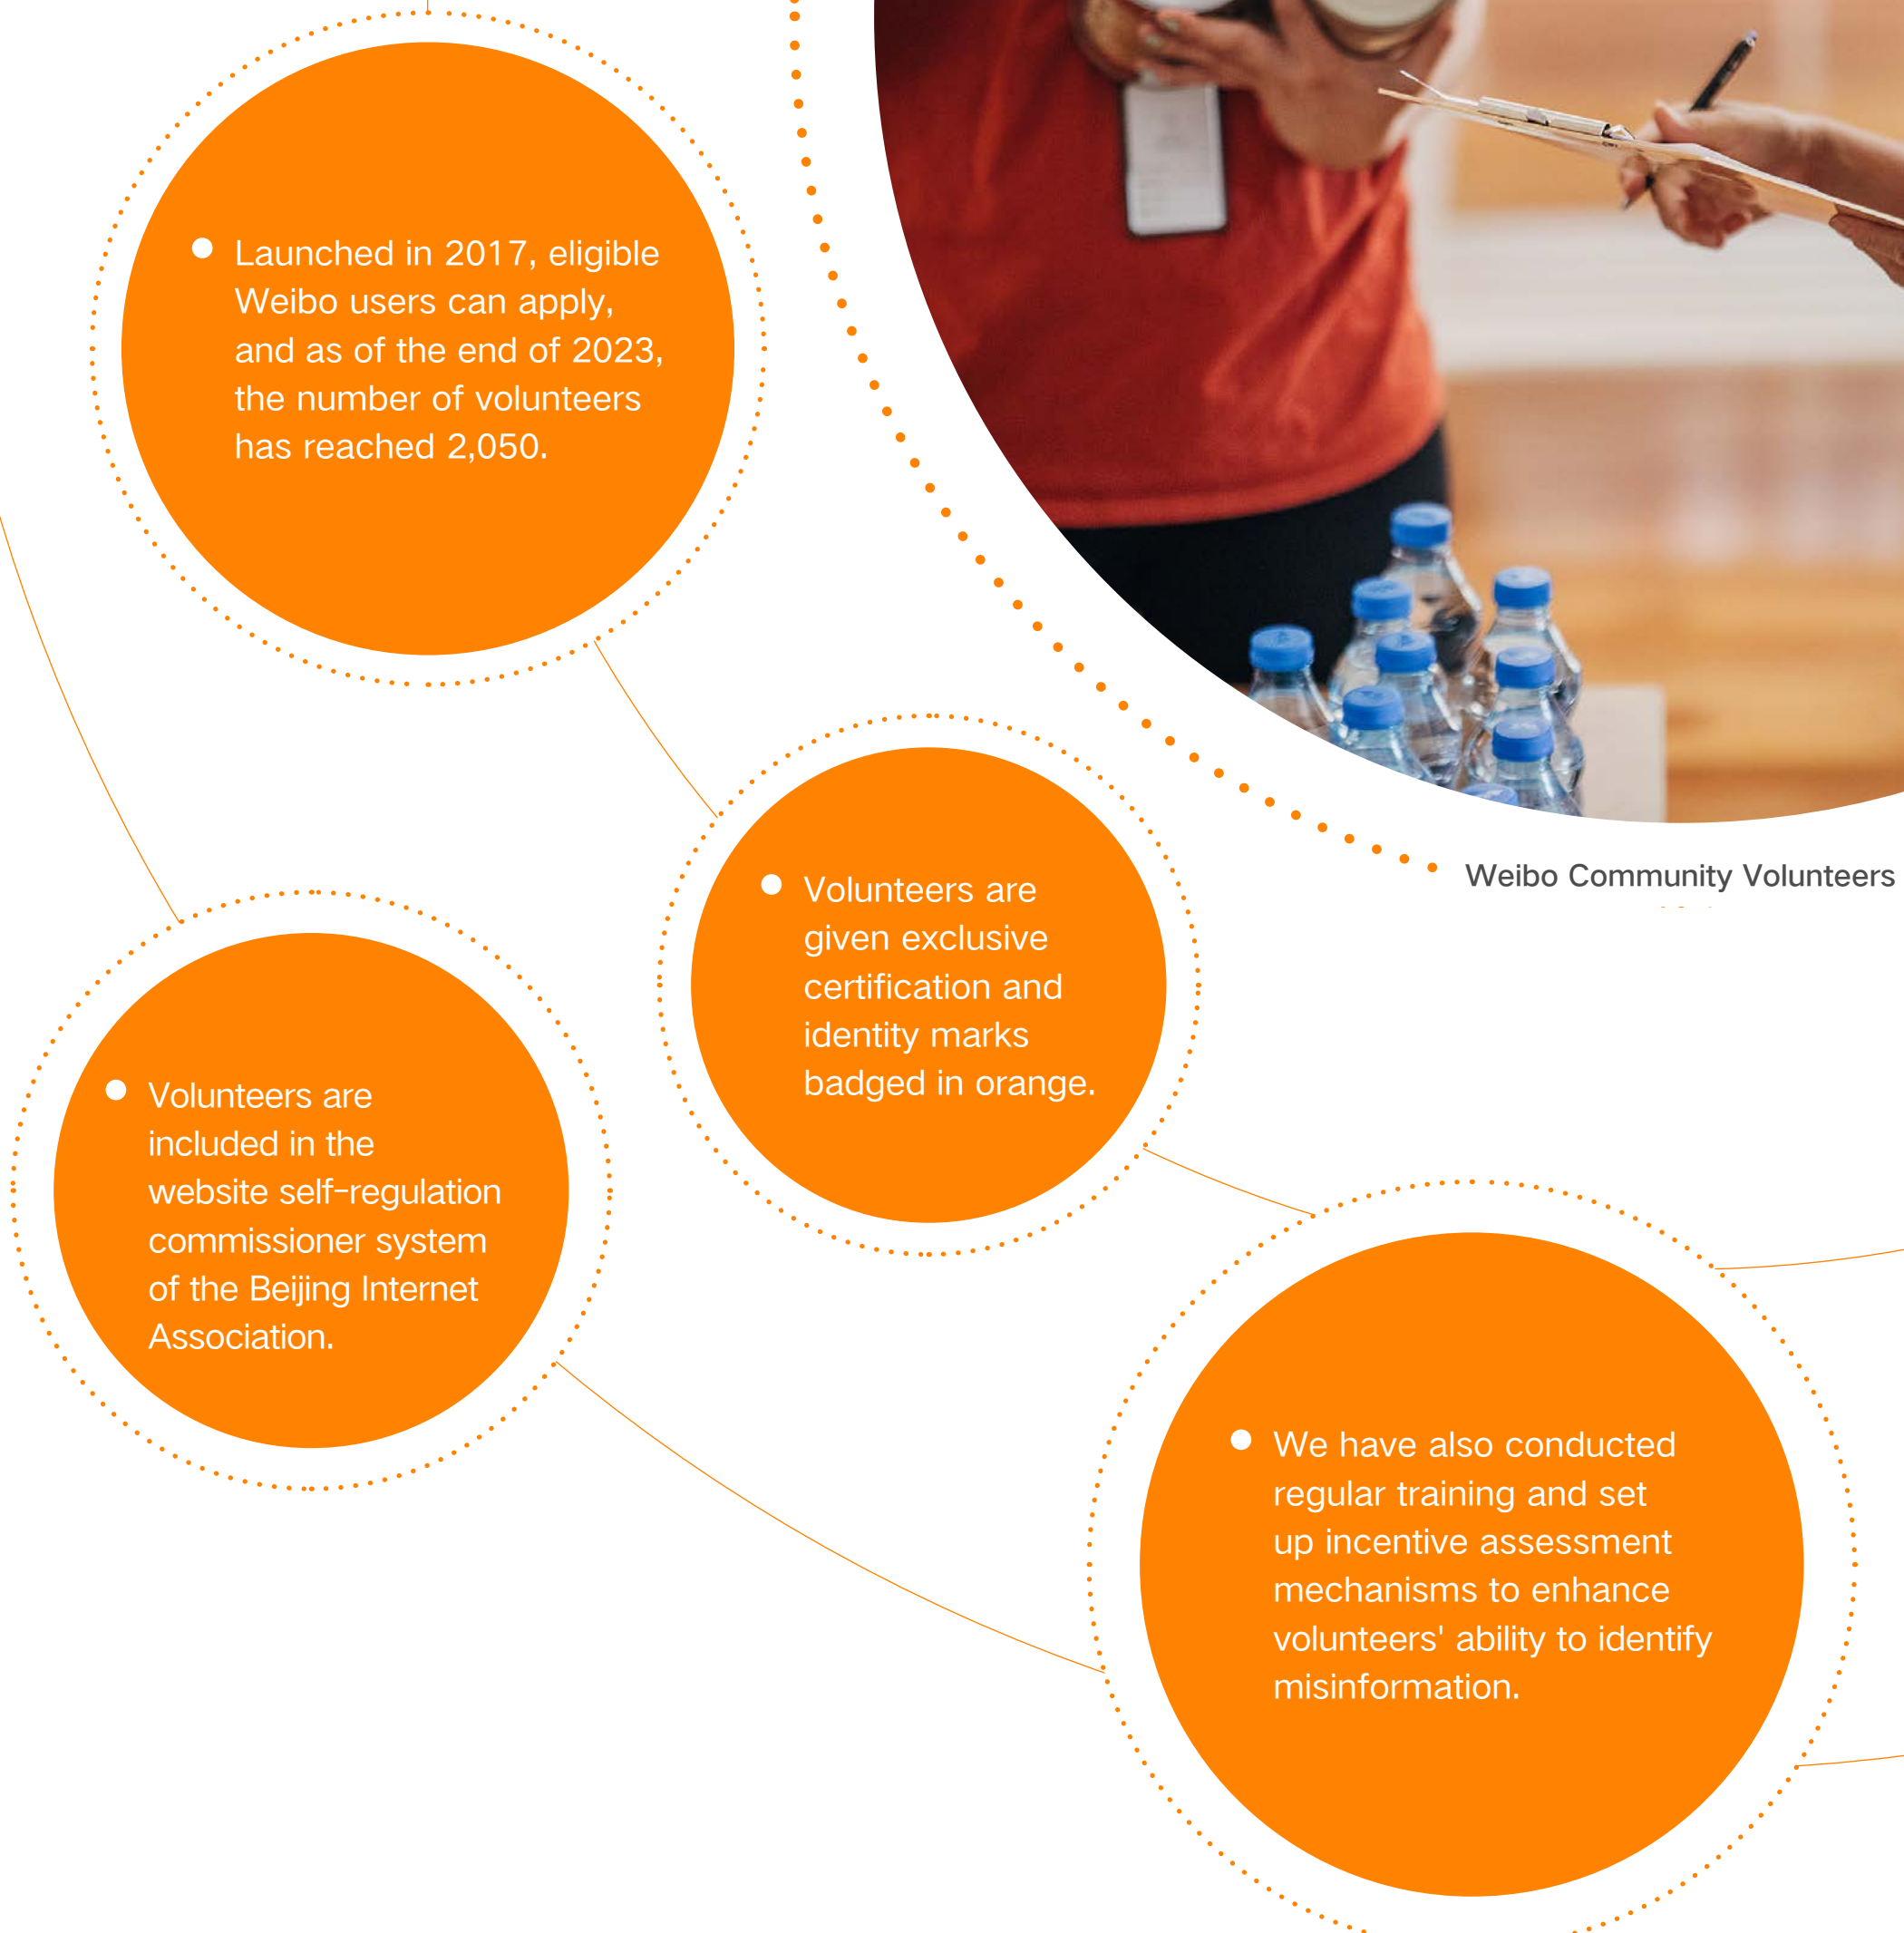 Launched in 2017, eligible
Weibo users can apply,
and as of the end of 2023,
the number of volunteers
has reached 2,050.
Weibo Community Volunteers
Volunteers are
given exclusive
certification and
identity marks
badged in orange.
Volunteers are
included in the
website self-regulation
commissioner system
of the Beijing Internet
Association.
We have also conducted
regular training and set
up incentive assessment
mechanisms to enhance
volunteers' ability to identify
misinformation.